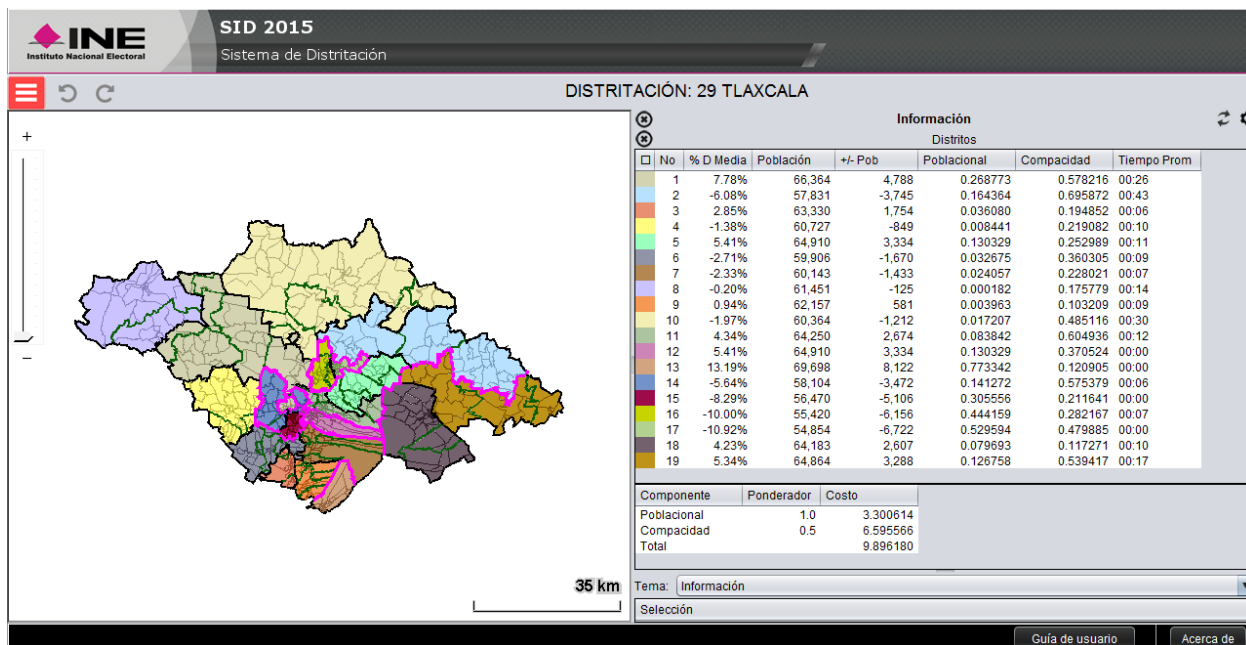 INE
Instituto Nacional Electoral
SID 2015
Sistema de Distritación
DISTRITACIÓN: 29 TLAXCALA
+
−
35 km
Información
Distritos
No % D Media Población +/- Pob Poblacional Compacidad Tiempo Prom
1 7.78% 66,364 4,788 0.268773 0.578216 00:26
2 -6.08% 57,831 -3,745 0.164364 0.695872 00:43
3 2.85% 63,330 1,754 0.036080 0.194852 00:06
4 -1.38% 60,727 -849 0.008441 0.219082 00:10
5 5.41% 64,910 3,334 0.130329 0.252989 00:11
6 -2.71% 59,906 -1,670 0.032675 0.360305 00:09
7 -2.33% 60,143 -1,433 0.024057 0.228021 00:07
8 -0.20% 61,451 -125 0.000182 0.175779 00:14
9 0.94% 62,157 581 0.003963 0.103209 00:09
10 -1.97% 60,364 -1,212 0.017207 0.485116 00:30
11 4.34% 64,250 2,674 0.083842 0.604936 00:12
12 5.41% 64,910 3,334 0.130329 0.370524 00:00
13 13.19% 69,698 8,122 0.773342 0.120905 00:00
14 -5.64% 58,104 -3,472 0.141272 0.575379 00:06
15 -8.29% 56,470 -5,106 0.305556 0.211641 00:00
16 -10.00% 55,420 -6,156 0.444159 0.282167 00:07
17 -10.92% 54,854 -6,722 0.529594 0.479885 00:00
18 4.23% 64,183 2,607 0.079693 0.117271 00:10
19 5.34% 64,864 3,288 0.126758 0.539417 00:17
Componente Ponderador Costo
Poblacional 1.0 3.300614
Compacidad 0.5 6.595566
Total 9.896180
Tema: Información
Selección
Guía de usuario Acerca de